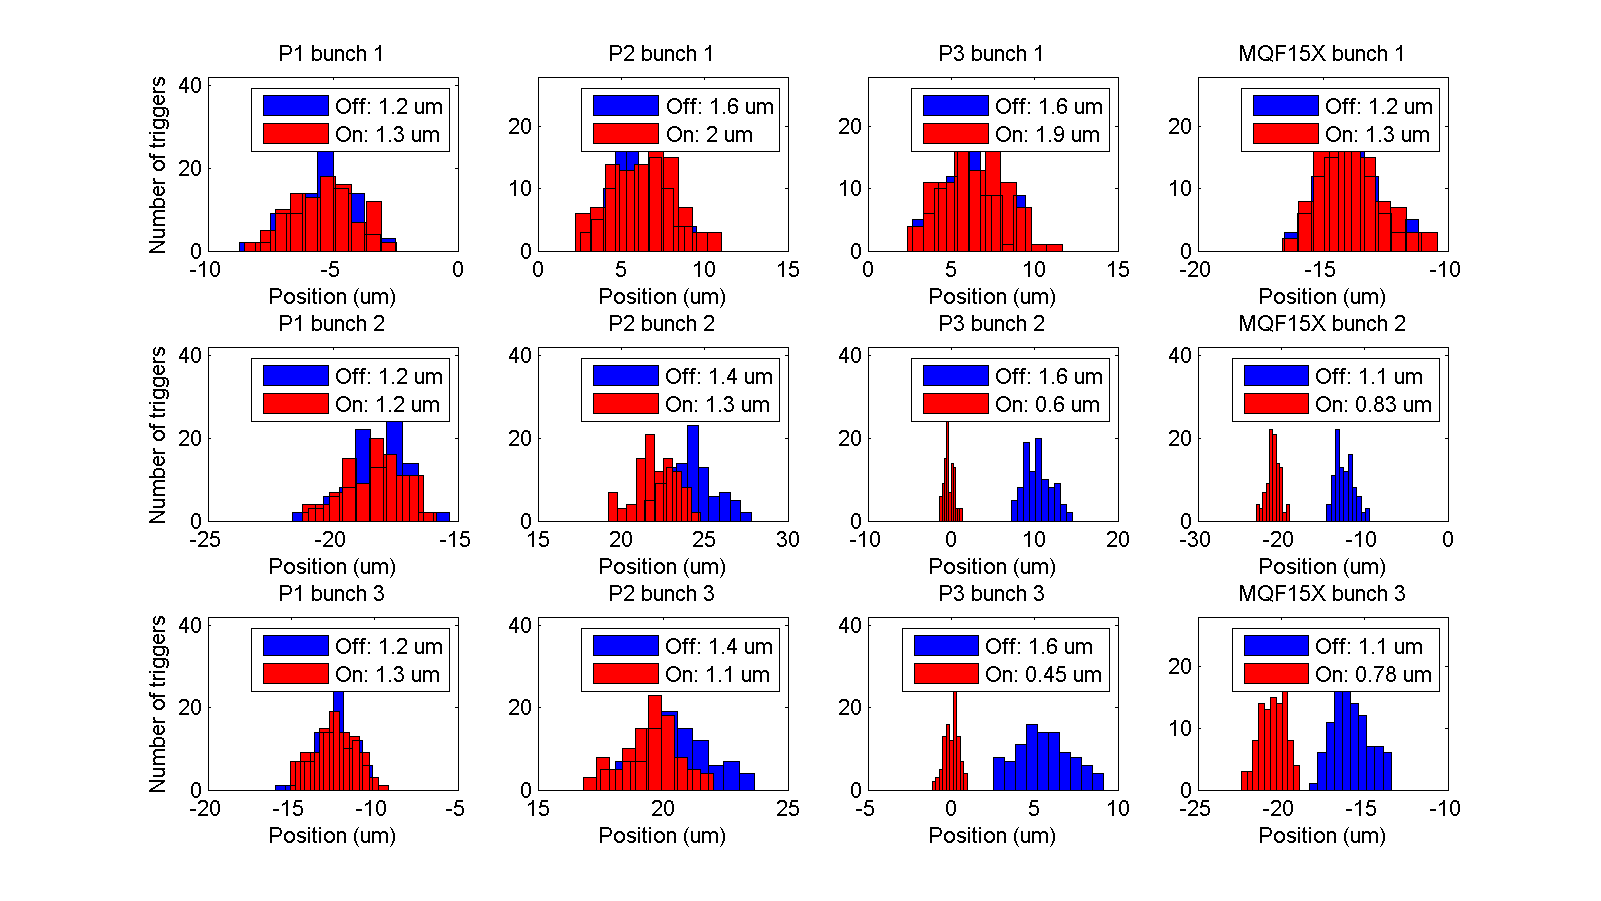 P1 bunch 1
P2 bunch 1
P3 bunch 1
MQF15X bunch 1
Number of triggers
40
20
0
Off: 1.2 um
On: 1.3 um
-10
-5
0
Position (um)
20
10
0
Off: 1.6 um
On: 2 um
0
5
10
15
Position (um)
20
10
0
Off: 1.6 um
On: 1.9 um
0
5
10
15
Position (um)
20
10
0
Off: 1.2 um
On: 1.3 um
-20
-15
-10
Position (um)
P1 bunch 2
P2 bunch 2
P3 bunch 2
MQF15X bunch 2
Number of triggers
40
20
0
Off: 1.2 um
On: 1.2 um
-25
-20
-15
Position (um)
40
20
0
Off: 1.4 um
On: 1.3 um
15
20
25
30
Position (um)
40
20
0
Off: 1.6 um
On: 0.6 um
-10
0
10
20
Position (um)
40
20
0
Off: 1.1 um
On: 0.83 um
-30
-20
-10
0
Position (um)
P1 bunch 3
P2 bunch 3
P3 bunch 3
MQF15X bunch 3
Number of triggers
40
20
0
Off: 1.2 um
On: 1.3 um
-20
-15
-10
-5
Position (um)
40
20
0
Off: 1.4 um
On: 1.1 um
15
20
25
Position (um)
40
20
0
Off: 1.6 um
On: 0.45 um
-5
0
5
10
Position (um)
20
10
0
Off: 1.1 um
On: 0.78 um
-25
-20
-15
-10
Position (um)